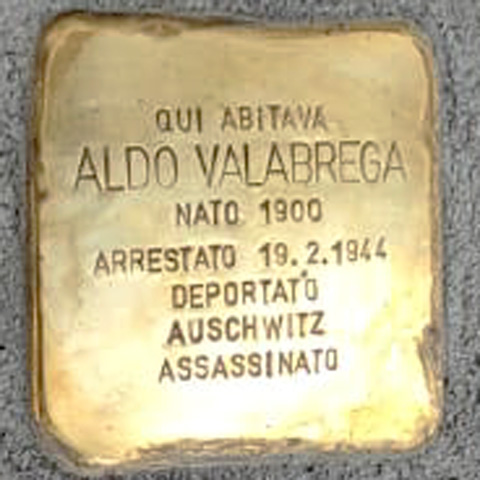 QUI ABITAVA
ALDO VALABREGA
NATO 1900
ARRESTATO 19.2.1944
DEPORTATO
AUSCHWITZ
ASSASSINATO